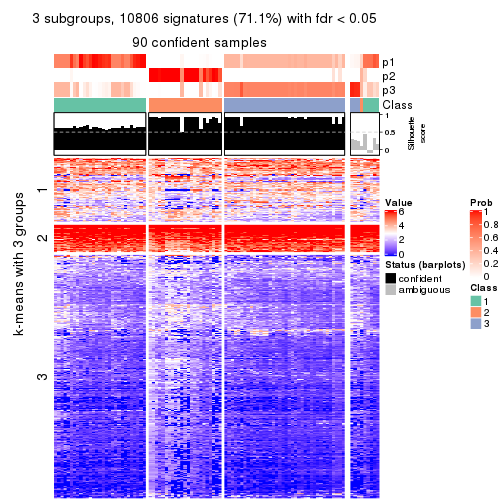 3 subgroups, 10806 signatures (71.1%) with fdr < 0.05
90 confident samples
p1
p2
p3
Class
1
0.5
0
Silhouette
score
k-means with 3 groups
1
2
3
Value
6
4
2
0
Status (barplots)
confident
ambiguous
Prob
1
0.8
0.6
0.4
0.2
0
Class
1
2
3